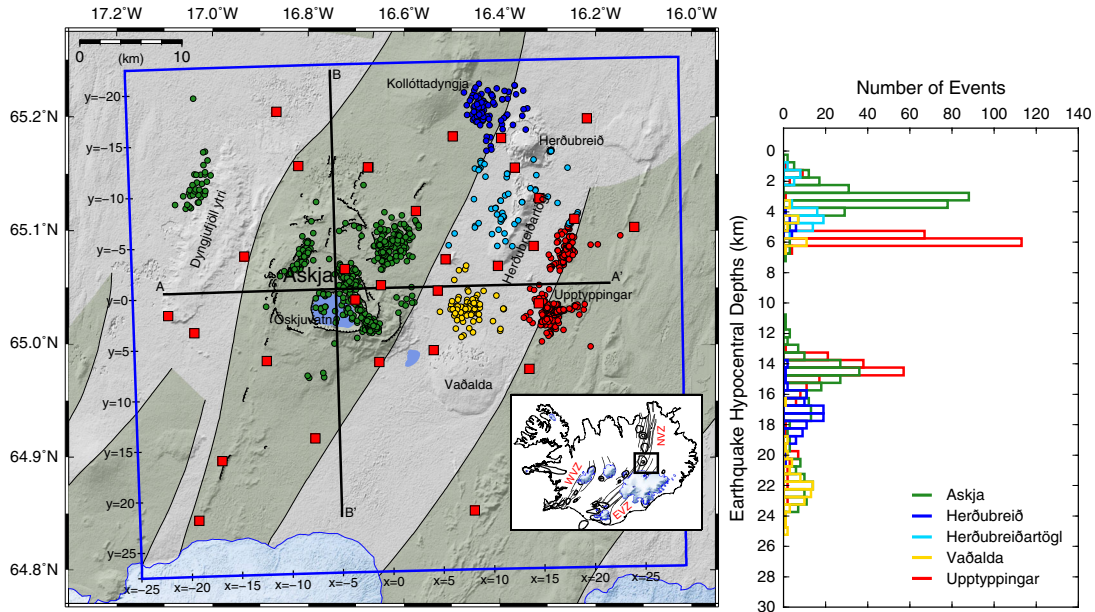 17.2˚W 17.0˚W 16.8˚W 16.6˚W 16.4˚W 16.2˚W 16.0˚W
65.2˚N
65.1˚N
65.0˚N
64.9˚N
64.8˚N
0 (km) 10
B
Kollóttadyngja
Herðubreið
Dyngjufjöll ytri
Herðubreiðartögl
Askja
A
A'
Upptyppingar
Öskjuvatn
Vaðalda
B'
y=−20
y=−15
y=−10
y=−5
y=0
y=5
y=10
y=15
y=20
y=25
x=−25 x=−20 x=−15 x=−10 x=−5 x=0 x=5 x=10 x=15 x=20 x=25
NVZ
WVZ
EVZ
Number of Events
0 20 40 60 80 100 120 140
Earthquake Hypocentral Depths (km)
0
2
4
6
8
10
12
14
16
18
20
22
24
26
28
30
Askja
Herðubreið
Herðubreiðartögl
Vaðalda
Upptyppingar